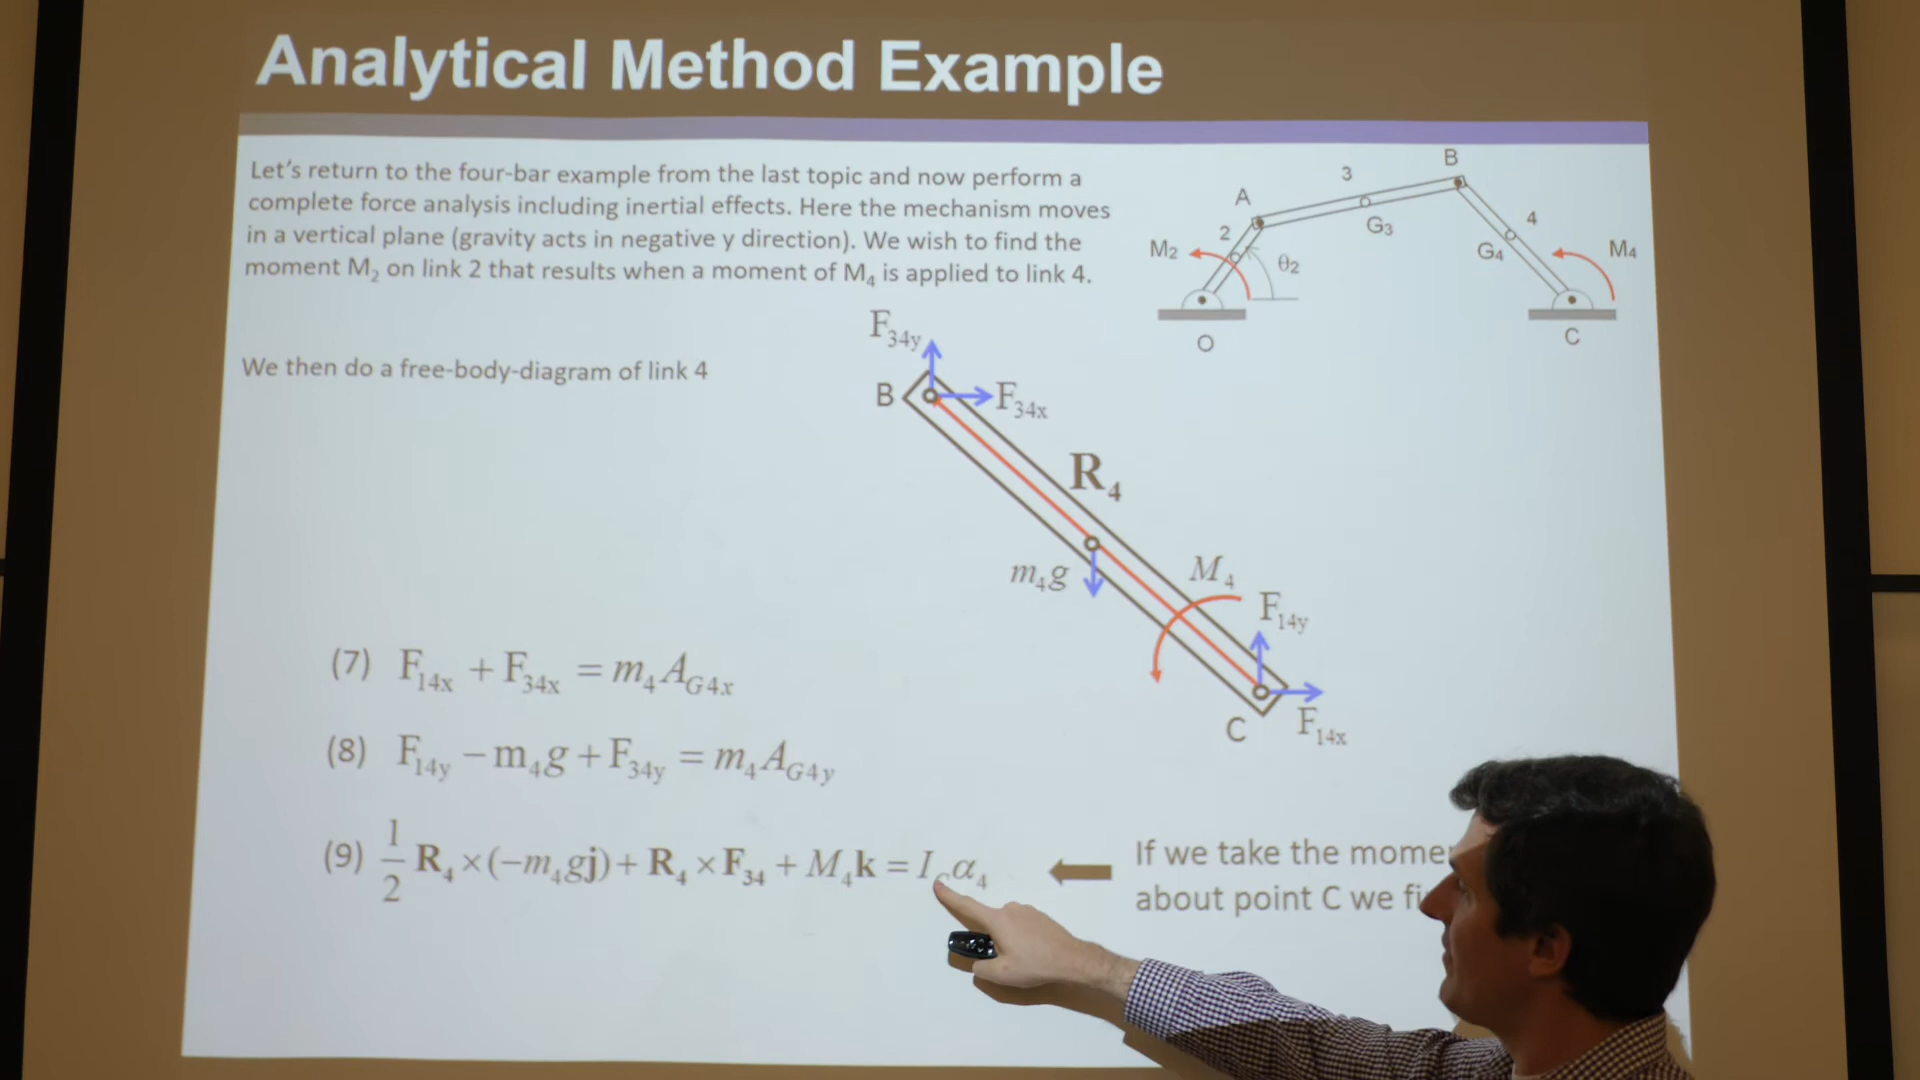 Analytical Method Example
Let's return to the four-bar example from the last topic and now perform a
complete force analysis including inertial effects. Here the mechanism moves
in a vertical plane (gravity acts in negative y direction). We wish to find the
moment M₂ on link 2 that results when a moment of M₄ is applied to link 4.
B
3
A
4
2
G₃
M₂
θ₂
G₄
M₄
O
C
We then do a free-body-diagram of link 4
F₃₄y
B
F₃₄x
R₄
m₄g
M₄
F₁₄y
C
F₁₄x
(7) F₁₄x + F₃₄x = m₄A_G4x
(8) F₁₄y − m₄g + F₃₄y = m₄A_G4y
(9) 1/2 R₄ × (−m₄gj) + R₄ × F₃₄ + M₄k = I_C α₄
If we take the
about point C we